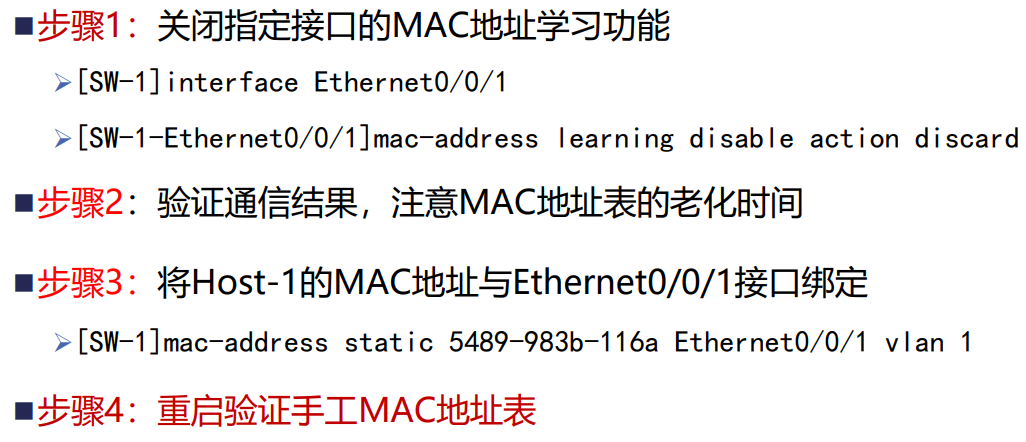 ■步骤1：关闭指定接口的MAC地址学习功能
➢[SW-1]interface Ethernet0/0/1
➢[SW-1-Ethernet0/0/1]mac-address learning disable action discard
■步骤2：验证通信结果，注意MAC地址表的老化时间
■步骤3：将Host-1的MAC地址与Ethernet0/0/1接口绑定
➢[SW-1]mac-address static 5489-983b-116a Ethernet0/0/1 vlan 1
■步骤4：重启验证手工MAC地址表